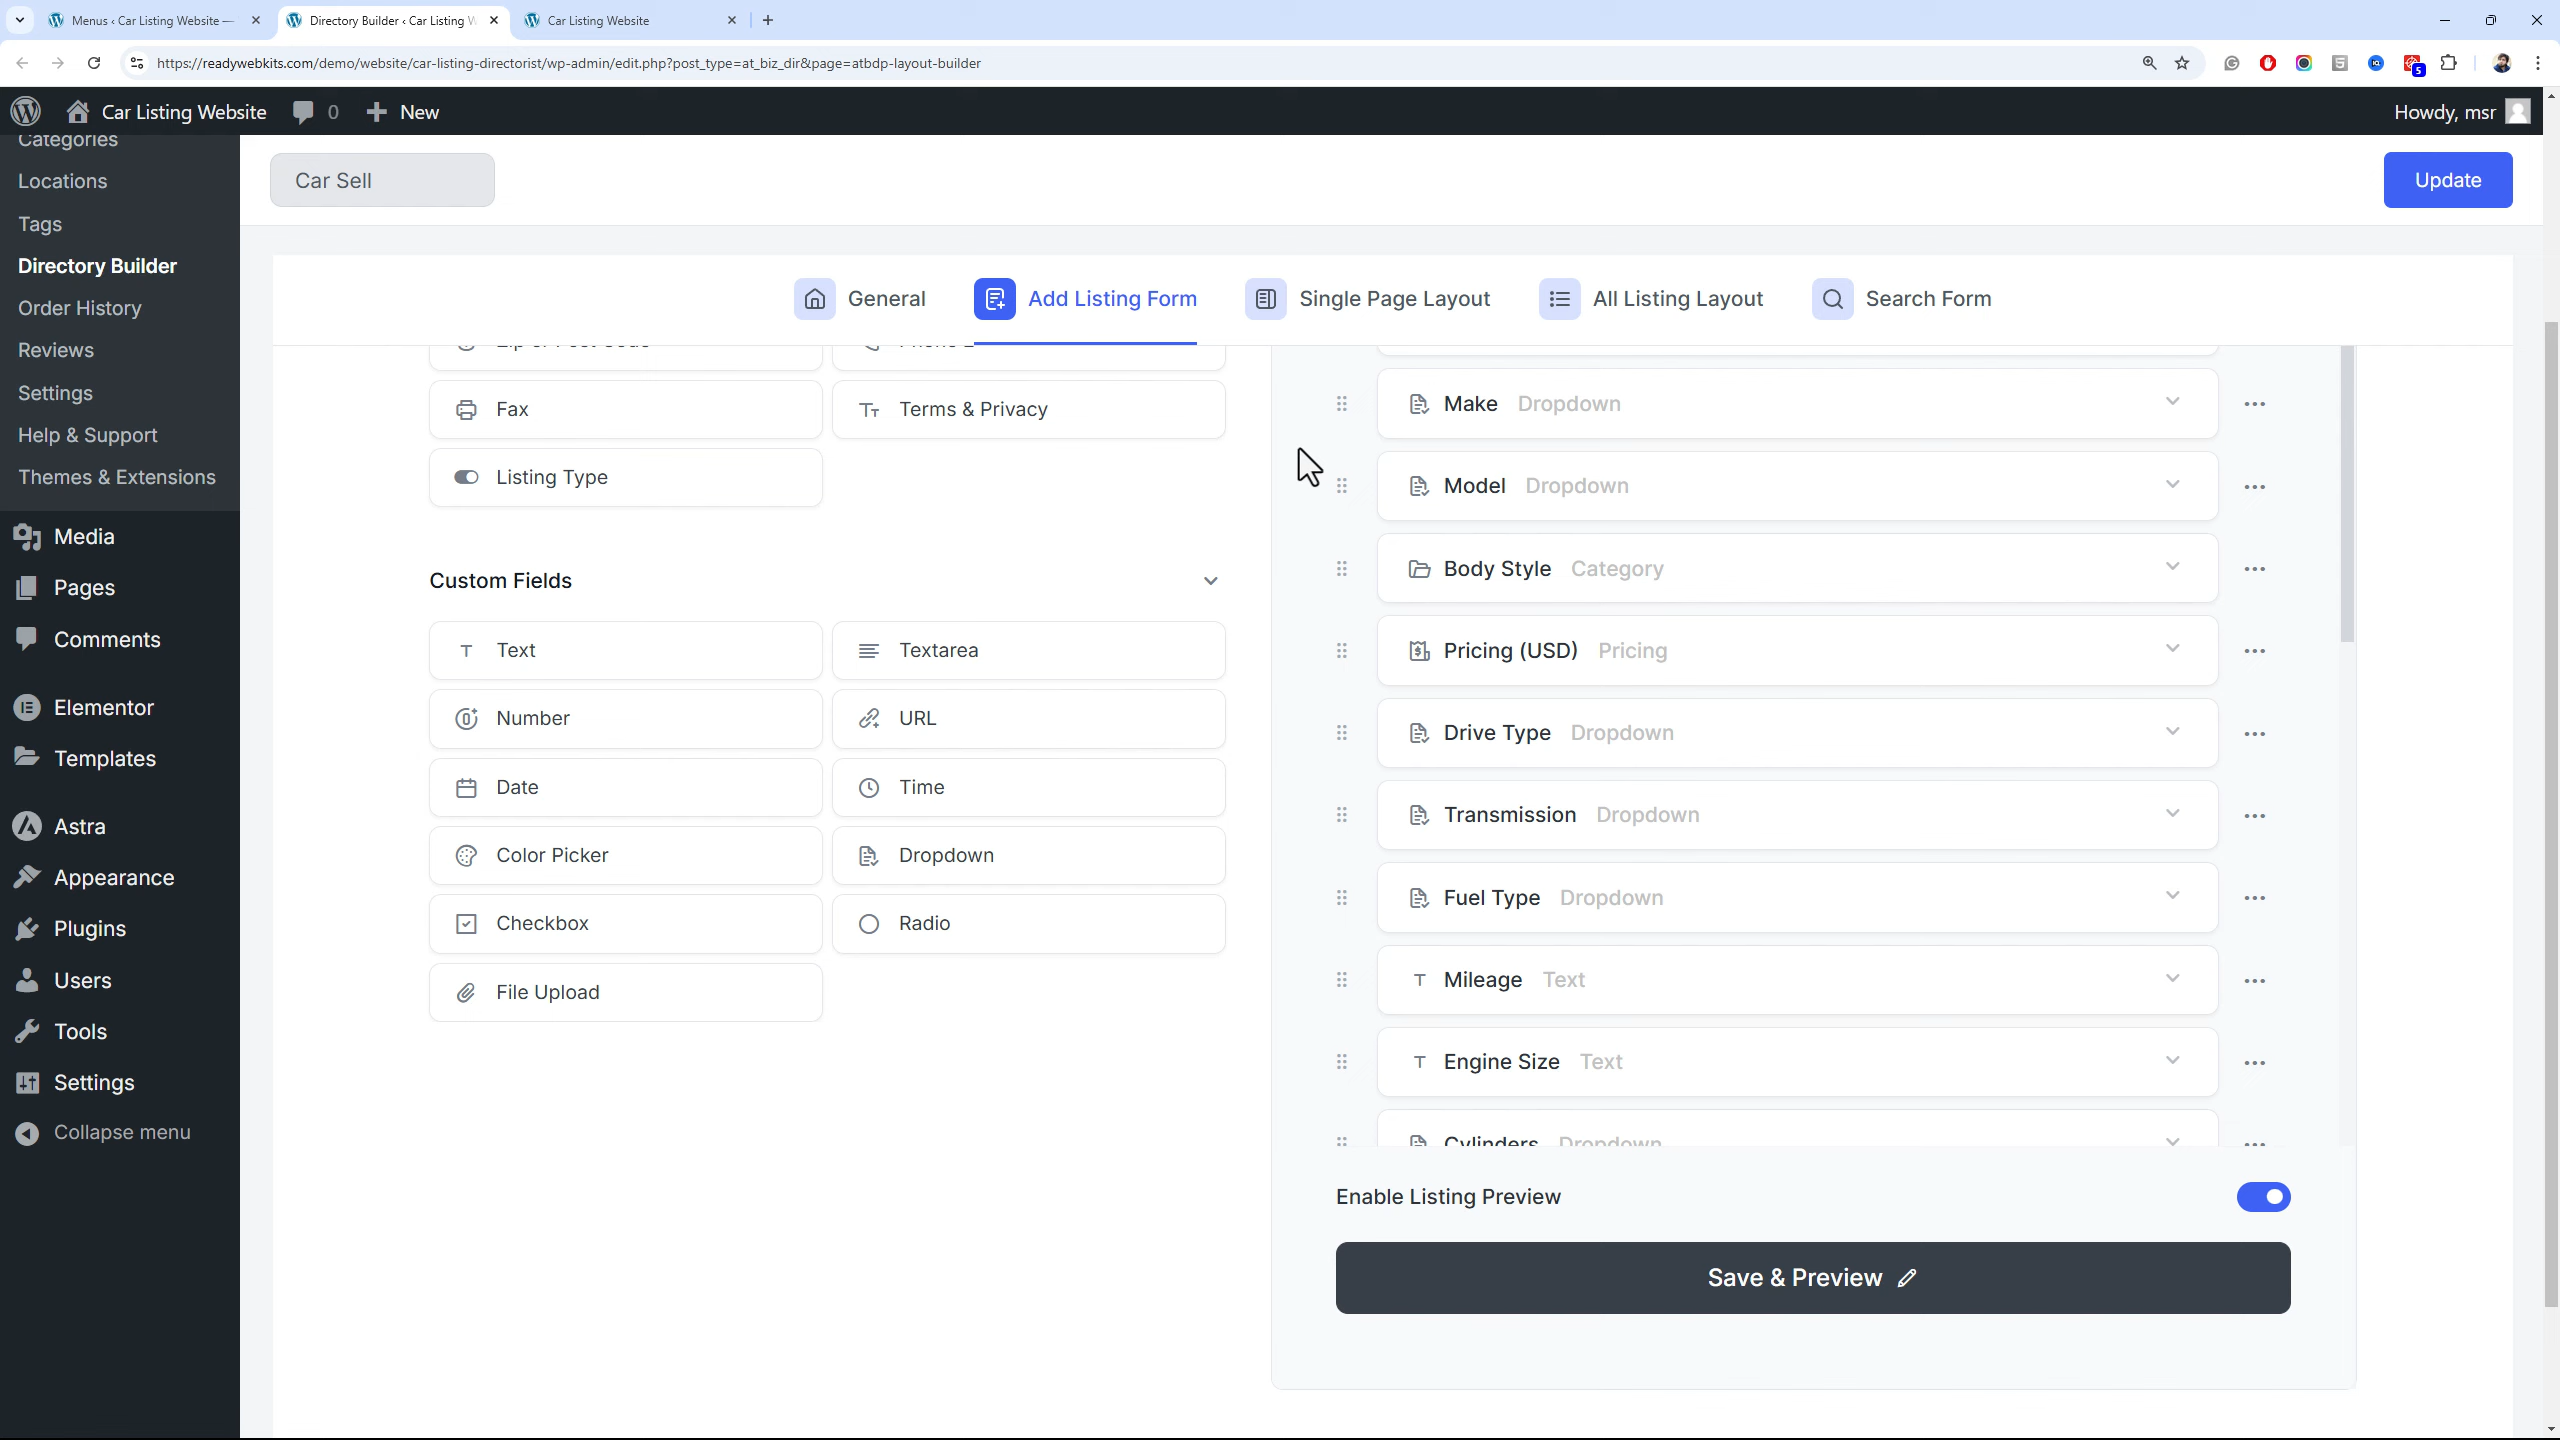 Menus ‹ Car Listing Website —
Directory Builder ‹ Car Listing W
Car Listing Website
https://readywebkits.com/demo/website/car-listing-directorist/wp-admin/edit.php?post_type=at_biz_dir&page=atbdp-layout-builder
5
Car Listing Website
0
New
Howdy, msr
Categories
Locations
Tags
Directory Builder
Order History
Reviews
Settings
Help & Support
Themes & Extensions
Media
Pages
Comments
Elementor
Templates
Astra
Appearance
Plugins
Users
Tools
Settings
Collapse menu
Car Sell
Update
General
Add Listing Form
Single Page Layout
All Listing Layout
Search Form
Fax
Terms & Privacy
Listing Type
Custom Fields
Text
Textarea
Number
URL
Date
Time
Color Picker
Dropdown
Checkbox
Radio
File Upload
Make Dropdown
Model Dropdown
Body Style Category
Pricing (USD) Pricing
Drive Type Dropdown
Transmission Dropdown
Fuel Type Dropdown
Mileage Text
Engine Size Text
Cylinders Dropdown
Enable Listing Preview
Save & Preview